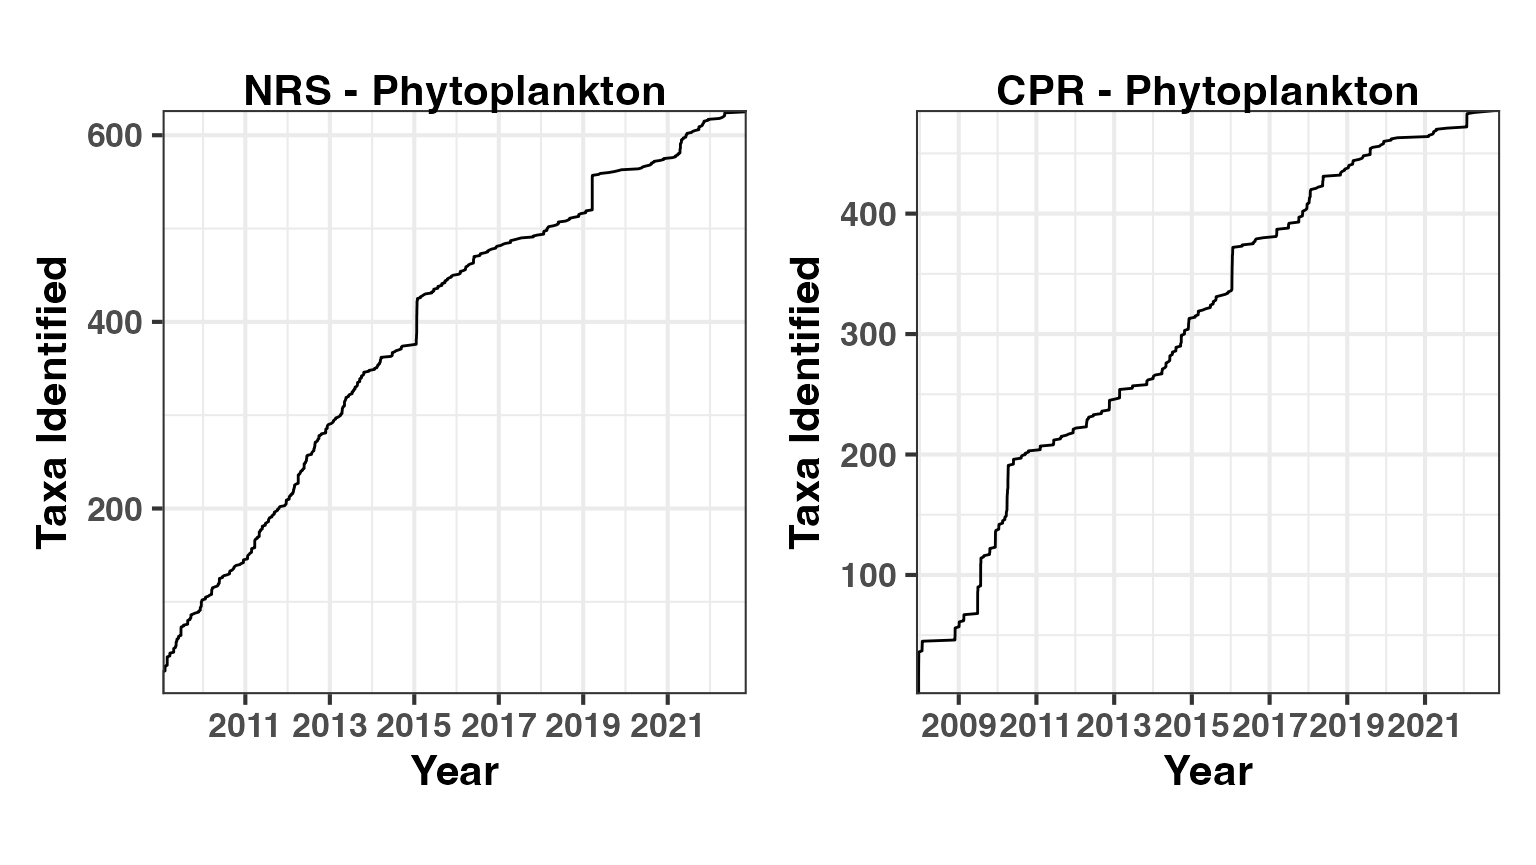 NRS - Phytoplankton
Taxa Identified
600
400
200
2011 2013 2015 2017 2019 2021
Year
CPR - Phytoplankton
Taxa Identified
400
300
200
100
2009 2011 2013 2015 2017 2019 2021
Year